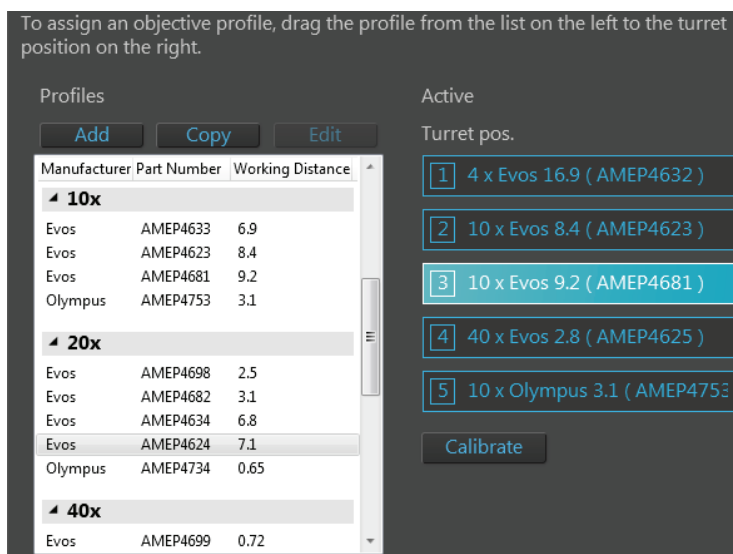 To assign an objective profile, drag the profile from the list on the left to the turret
position on the right.
Profiles
Add Copy Edit
Manufacturer Part Number Working Distance
10x
Evos AMEP4633 6.9
Evos AMEP4623 8.4
Evos AMEP4681 9.2
Olympus AMEP4753 3.1
20x
Evos AMEP4698 2.5
Evos AMEP4682 3.1
Evos AMEP4634 6.8
Evos AMEP4624 7.1
Olympus AMEP4734 0.65
40x
Evos AMEP4699 0.72
Active
Turret pos.
1 4 x Evos 16.9 ( AMEP4632 )
2 10 x Evos 8.4 ( AMEP4623 )
3 10 x Evos 9.2 ( AMEP4681 )
4 40 x Evos 2.8 ( AMEP4625 )
5 10 x Olympus 3.1 ( AMEP4753
Calibrate